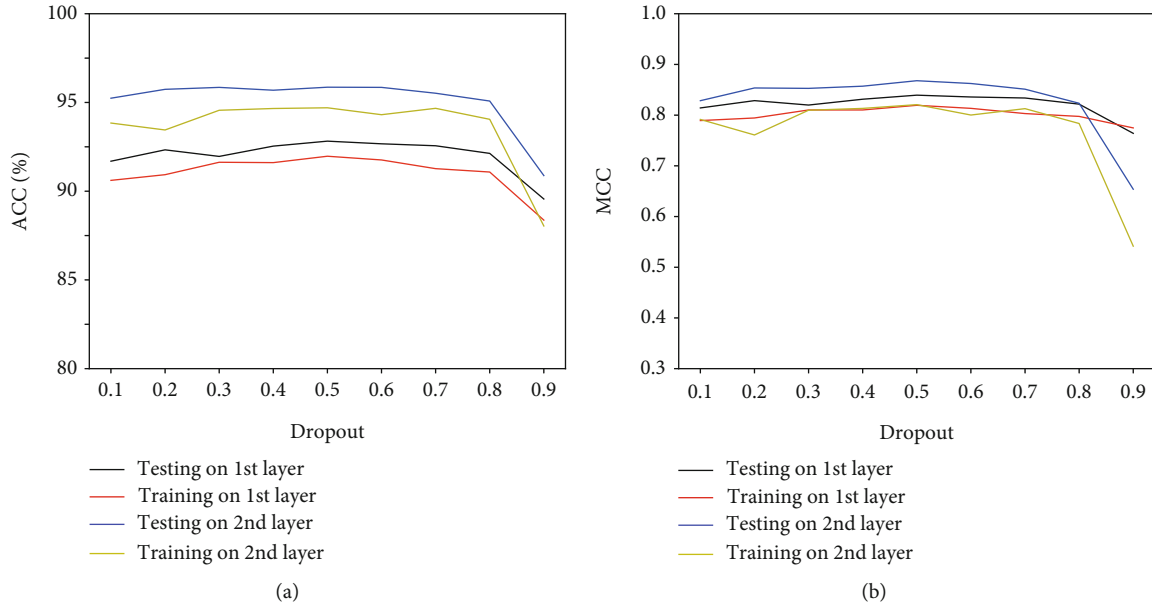 100
95
90
85
80
ACC (%)
0.1 0.2 0.3 0.4 0.5 0.6 0.7 0.8 0.9
Dropout
Testing on 1st layer
Training on 1st layer
Testing on 2nd layer
Training on 2nd layer
(a)
1.0
0.9
0.8
0.7
0.6
0.5
0.4
0.3
MCC
0.1 0.2 0.3 0.4 0.5 0.6 0.7 0.8 0.9
Dropout
Testing on 1st layer
Training on 1st layer
Testing on 2nd layer
Training on 2nd layer
(b)